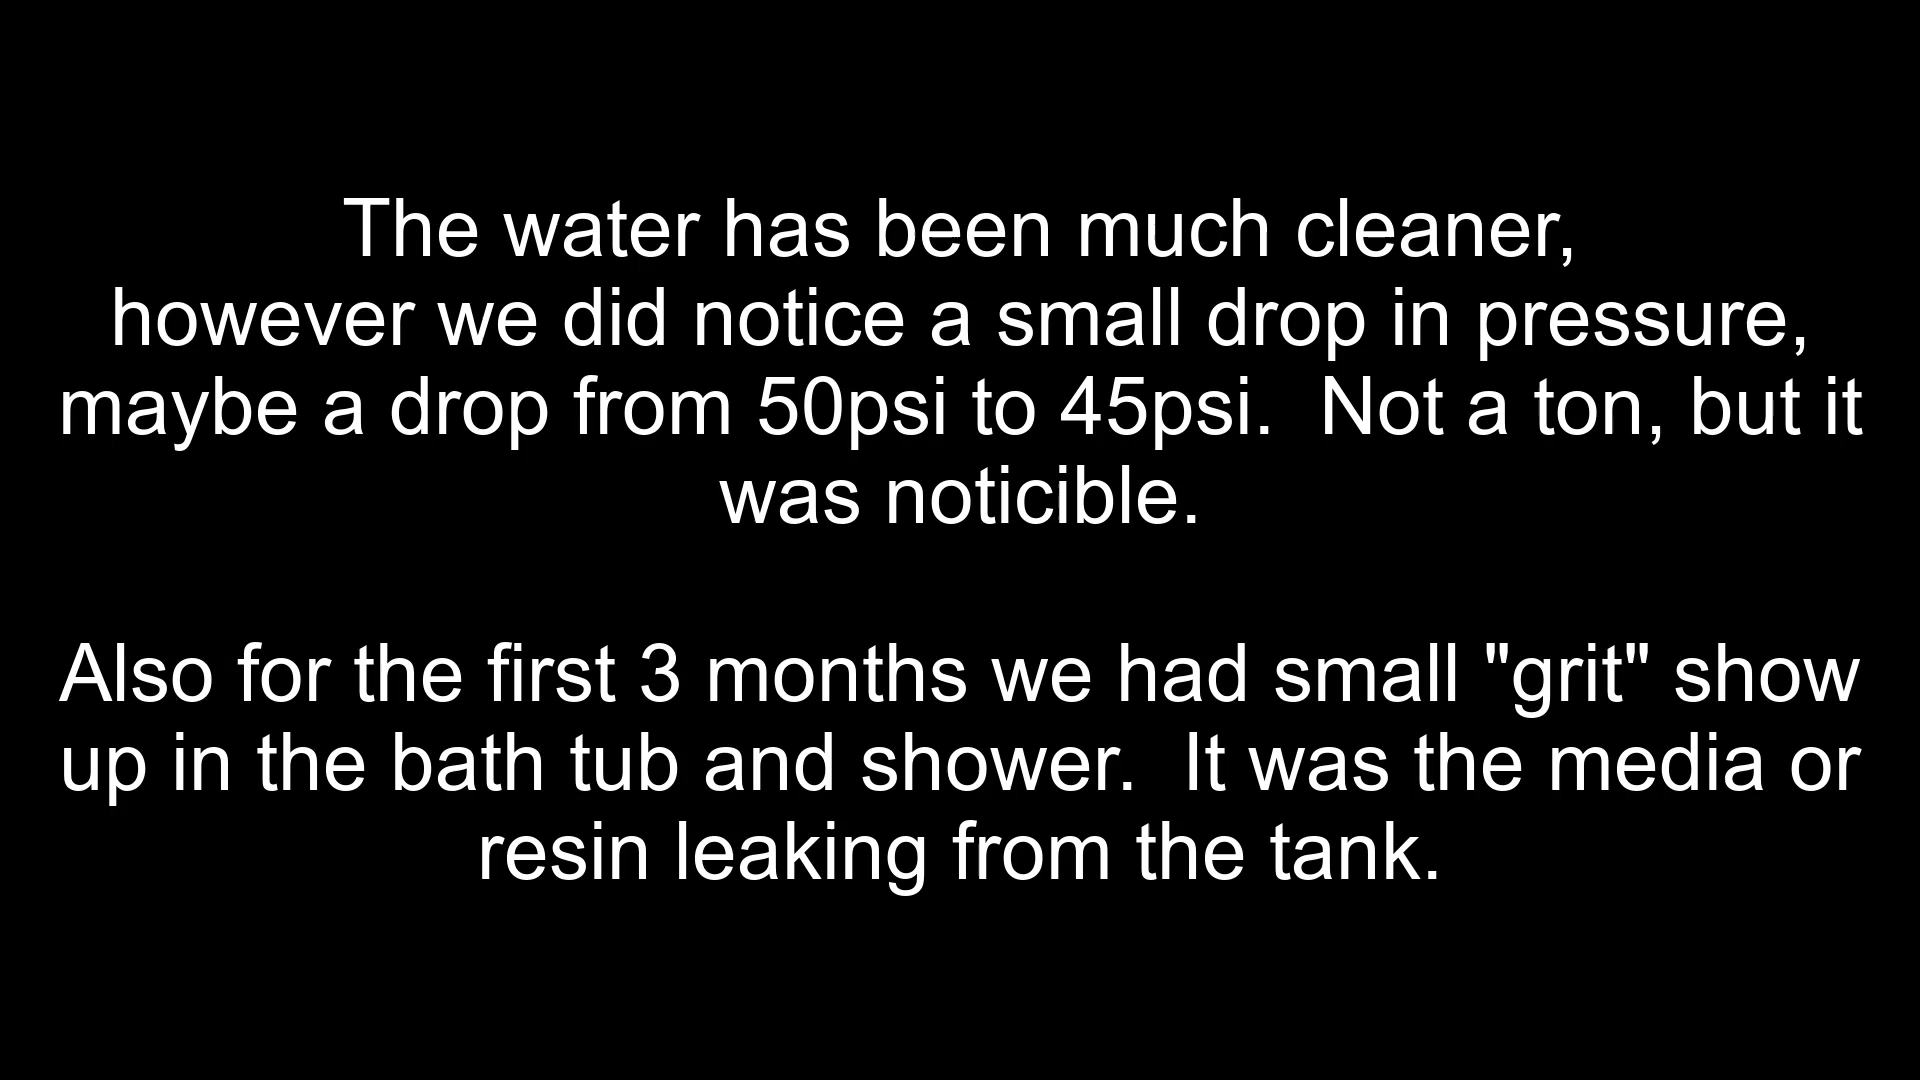 The water has been much cleaner,
however we did notice a small drop in pressure,
maybe a drop from 50psi to 45psi.  Not a ton, but it
was noticible.
Also for the first 3 months we had small "grit" show
up in the bath tub and shower.  It was the media or
resin leaking from the tank.